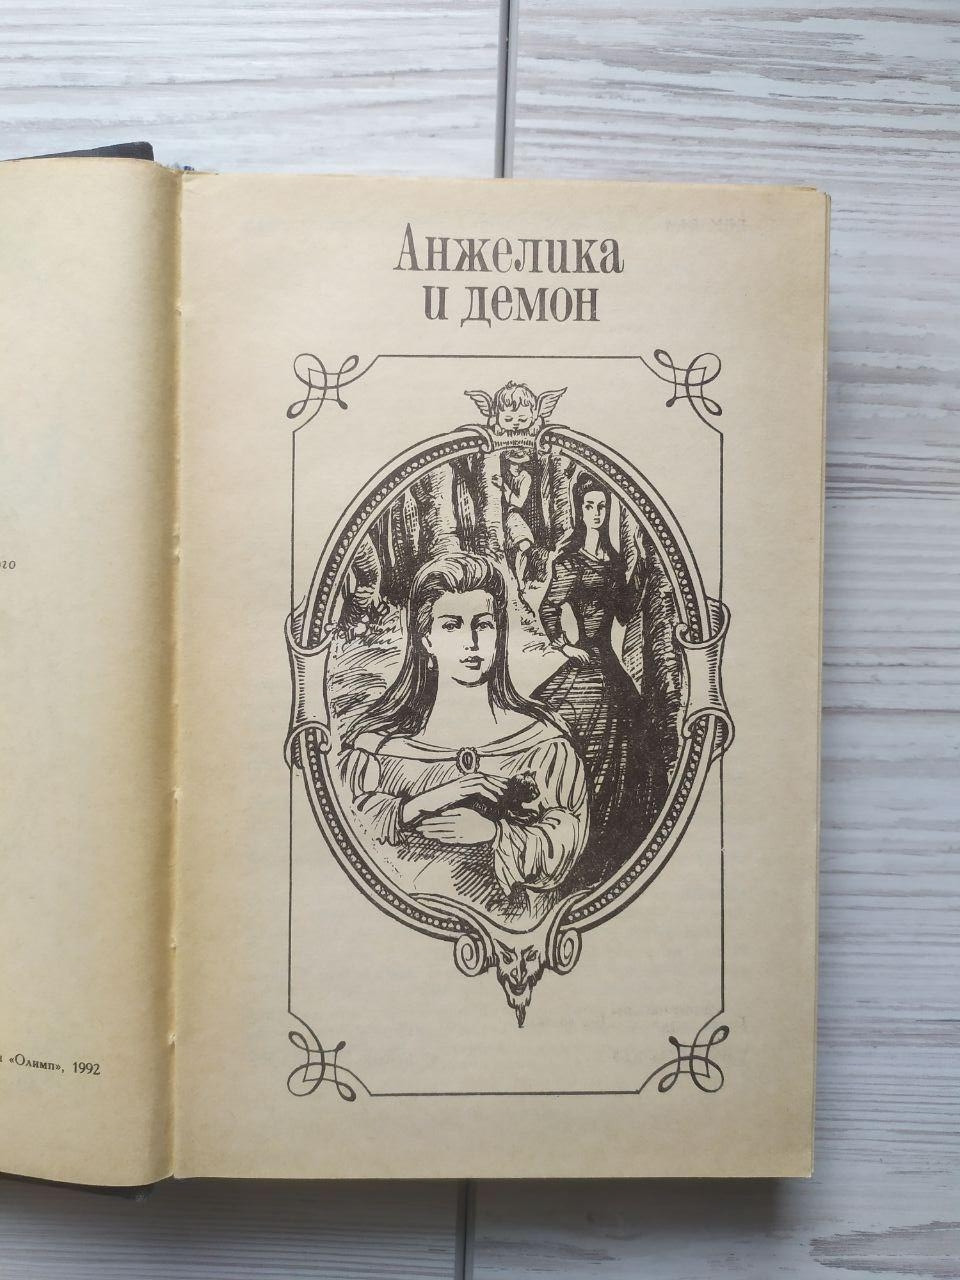 Анжелика
и демон
«Олимп», 1992